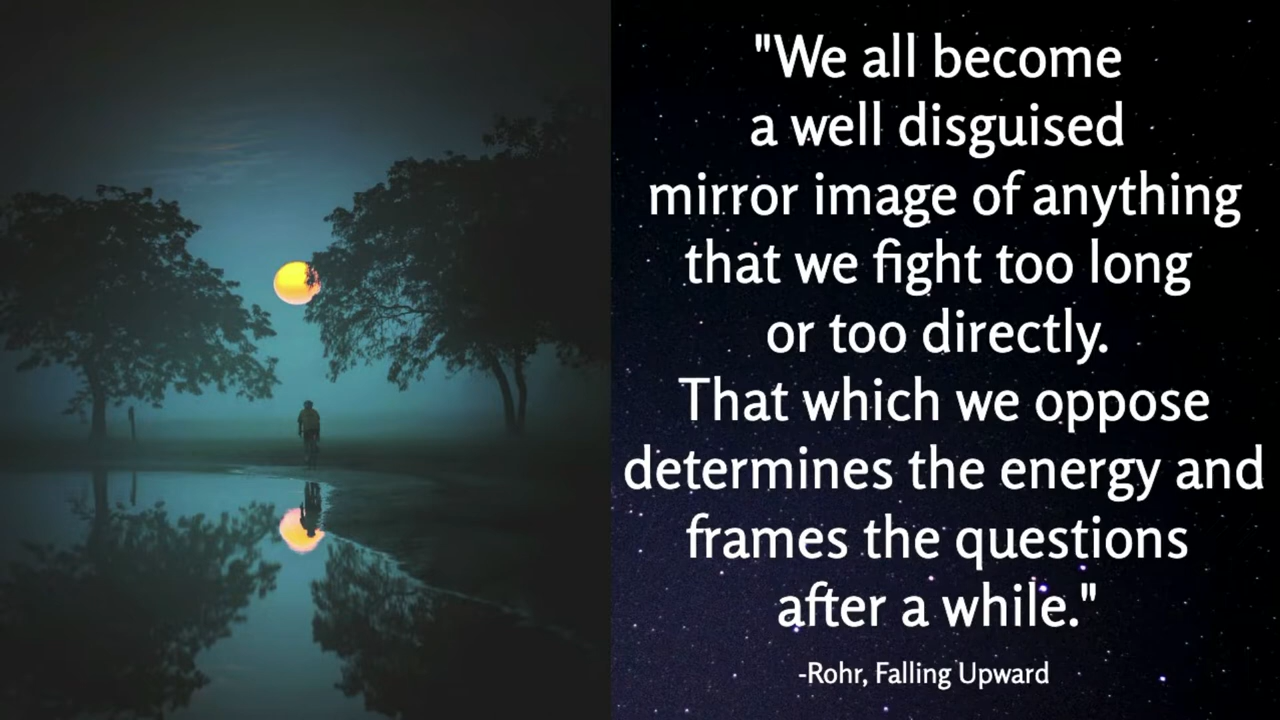 "We all become
a well disguised
mirror image of anything
that we fight too long
or too directly.
That which we oppose
determines the energy and
frames the questions
after a while."
-Rohr, Falling Upward